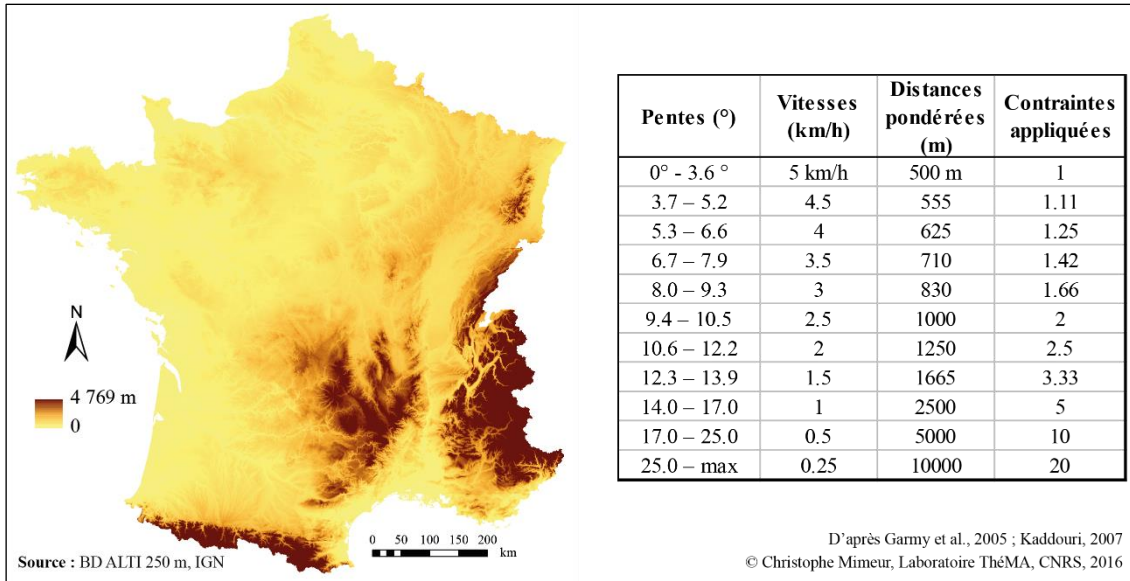 N
4 769 m
0
0 50 100 150 200
km
Source : BD ALTI 250 m, IGN
Pentes (°) Vitesses (km/h) Distances pondérées (m) Contraintes appliquées
0° - 3.6 ° 5 km/h 500 m 1
3.7 – 5.2 4.5 555 1.11
5.3 – 6.6 4 625 1.25
6.7 – 7.9 3.5 710 1.42
8.0 – 9.3 3 830 1.66
9.4 – 10.5 2.5 1000 2
10.6 – 12.2 2 1250 2.5
12.3 – 13.9 1.5 1665 3.33
14.0 – 17.0 1 2500 5
17.0 – 25.0 0.5 5000 10
25.0 – max 0.25 10000 20
D'après Garmy et al., 2005 ; Kaddouri, 2007
© Christophe Mimeur, Laboratoire ThéMA, CNRS, 2016